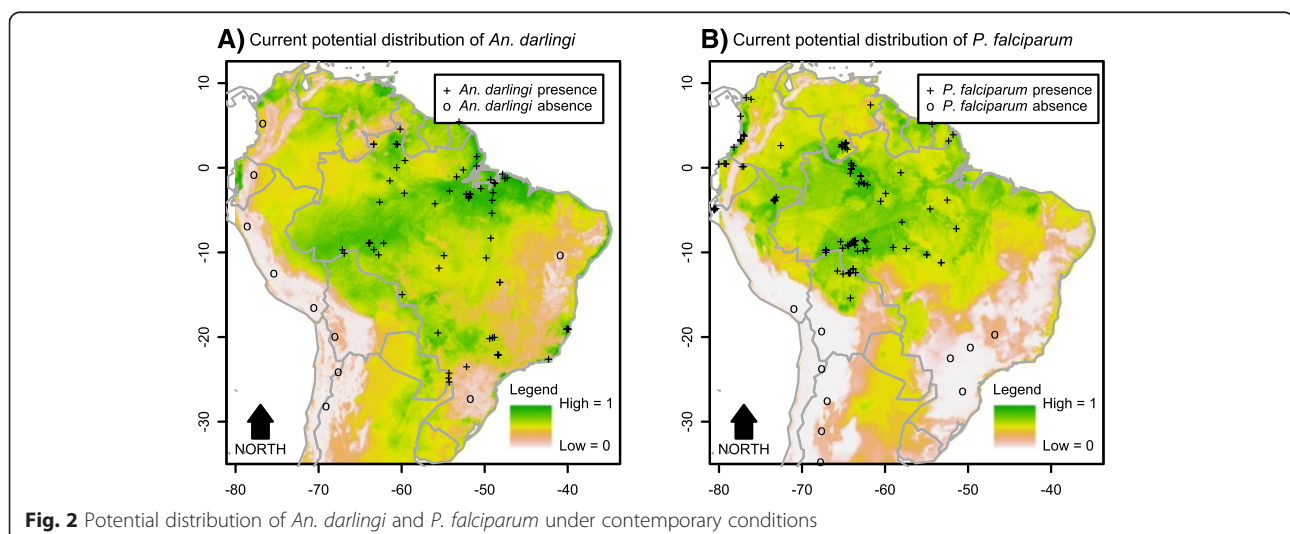 A) Current potential distribution of An. darlingi
+ An. darlingi presence
o An. darlingi absence
10
0
-10
-20
-30
-80 -70 -60 -50 -40
NORTH
Legend
High = 1
Low = 0
B) Current potential distribution of P. falciparum
+ P. falciparum presence
o P. falciparum absence
10
0
-10
-20
-30
-80 -70 -60 -50 -40
NORTH
Legend
High = 1
Low = 0
Fig. 2 Potential distribution of An. darlingi and P. falciparum under contemporary conditions